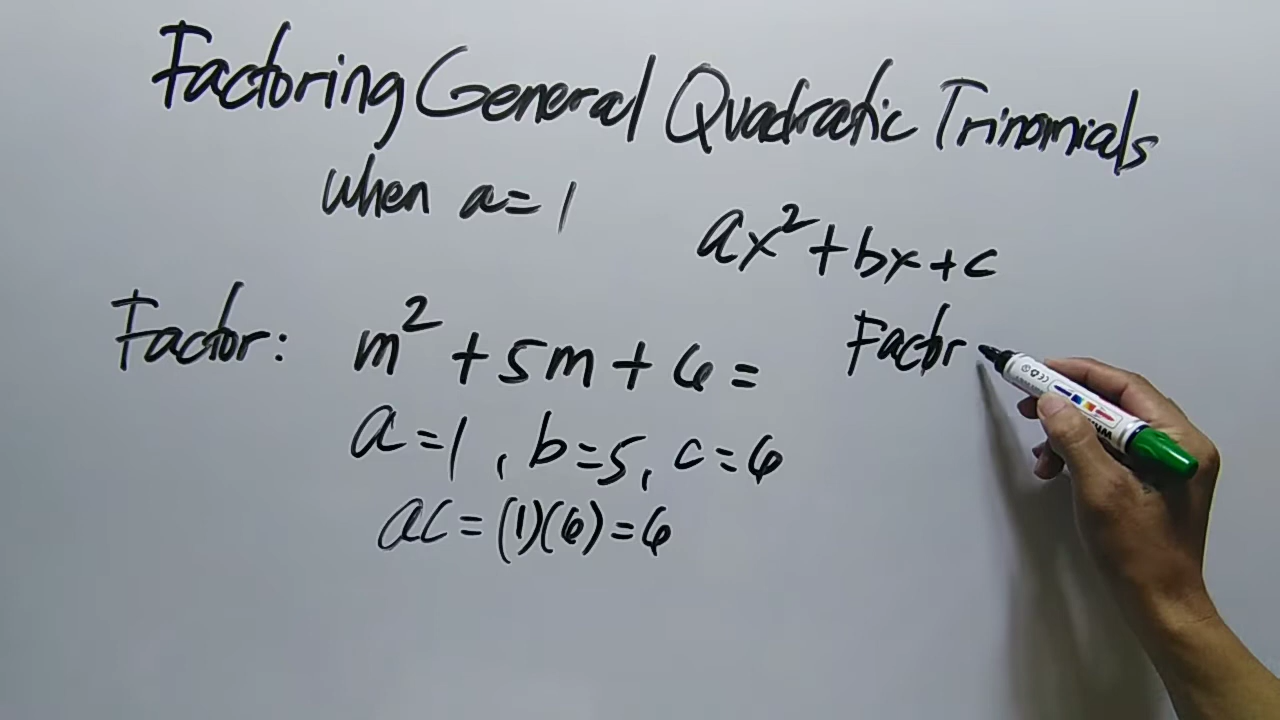 Factoring General Quadratic Trinomials
when a=1
ax²+bx+c
Factor: m² + 5m + 6 =
Factor
a=1, b=5, c=6
ac=(1)(6)=6